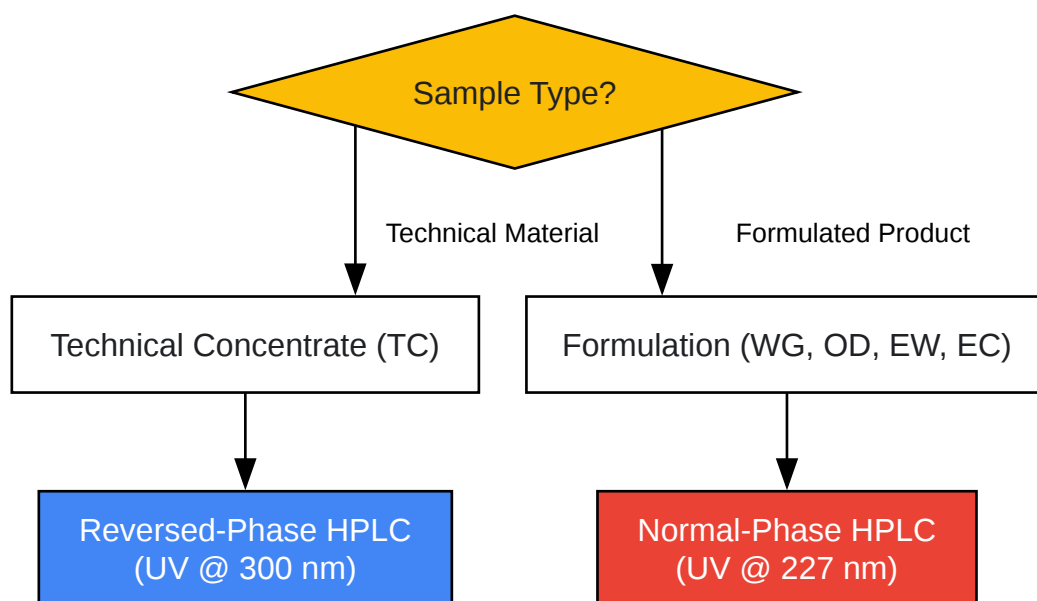 Sample Type?
Technical Material
Formulated Product
Technical Concentrate (TC)
Formulation (WG, OD, EW, EC)
Reversed-Phase HPLC
(UV @ 300 nm)
Normal-Phase HPLC
(UV @ 227 nm)